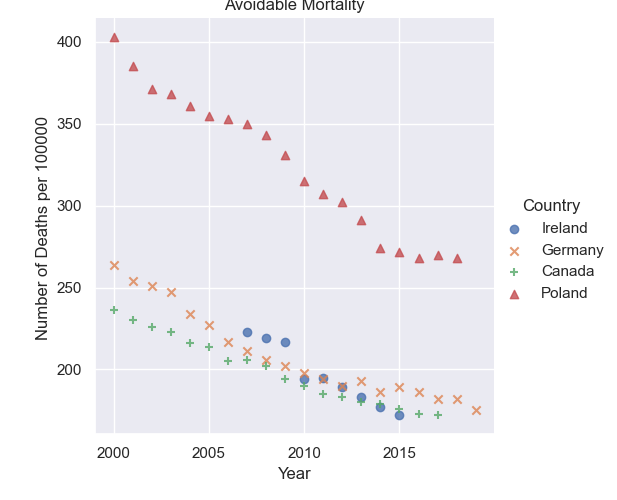 Avoidable Mortality
400
350
300
250
200
Number of Deaths per 100000
2000
2005
2010
2015
Year
Country
Ireland
Germany
Canada
Poland